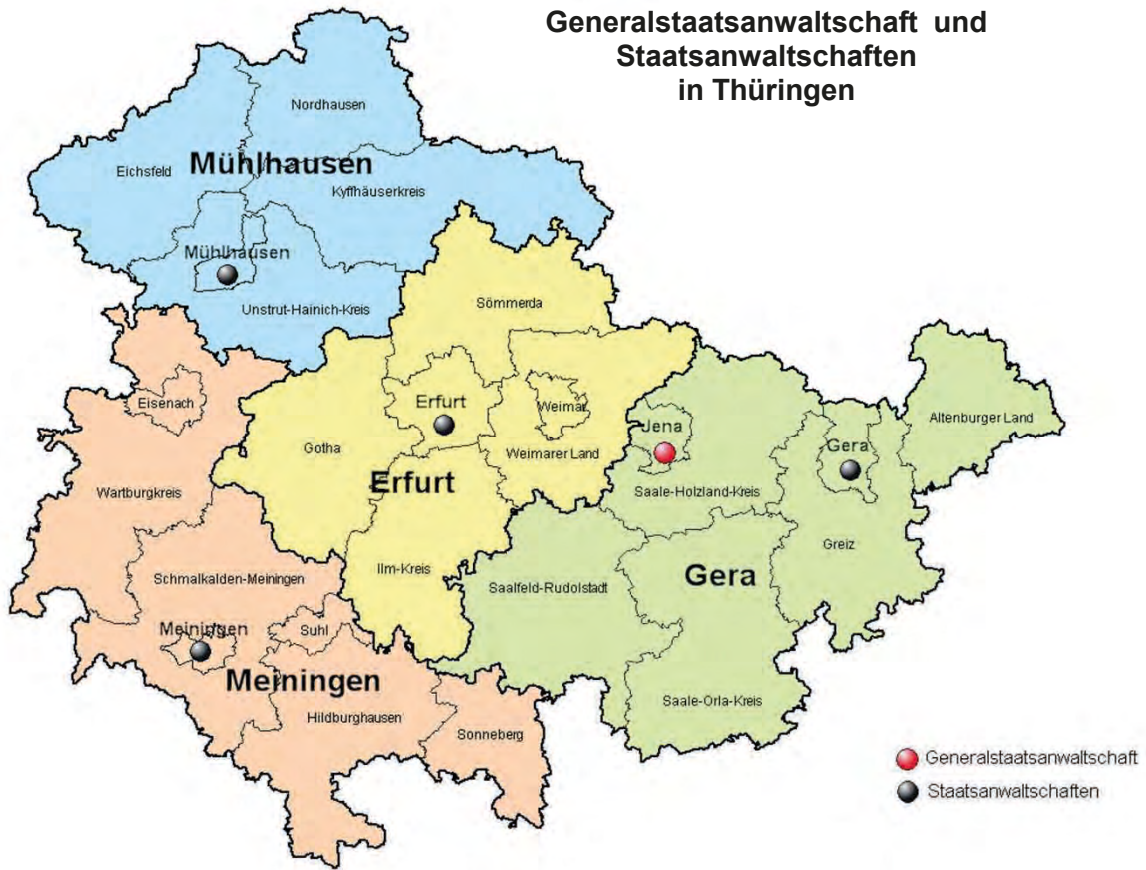 Generalstaatsanwaltschaft und
Staatsanwaltschaften
in Thüringen
Nordhausen
Eichsfeld
Mühlhausen
Kyffhäuserkreis
Mühlhausen
Unstrut-Hainich-Kreis
Sömmerda
Eisenach
Erfurt
Weimar
Jena
Gera
Altenburger Land
Gotha
Weimarer Land
Wartburgkreis
Erfurt
Saale-Holzland-Kreis
Greiz
Schmalkalden-Meiningen
Ilm-Kreis
Saalfeld-Rudolstadt
Gera
Meiningen
Suhl
Meiningen
Hildburghausen
Sonneberg
Saale-Orla-Kreis
Generalstaatsanwaltschaft
Staatsanwaltschaften